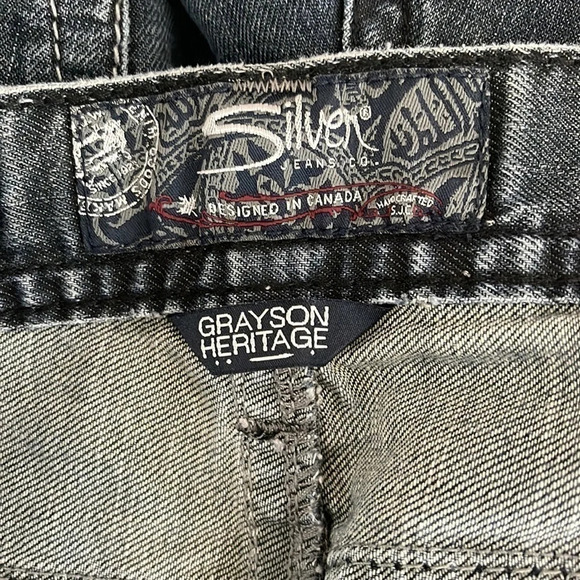 Silver®
JEANS CO.
DESIGNED IN CANADA
HANDCRAFTED
S.J.C.
GRAYSON
HERITAGE